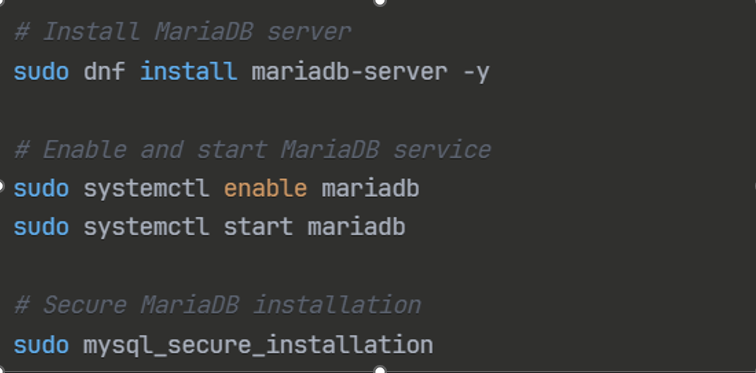 # Install MariaDB server
sudo dnf install mariadb-server -y
# Enable and start MariaDB service
sudo systemctl enable mariadb
sudo systemctl start mariadb
# Secure MariaDB installation
sudo mysql_secure_installation